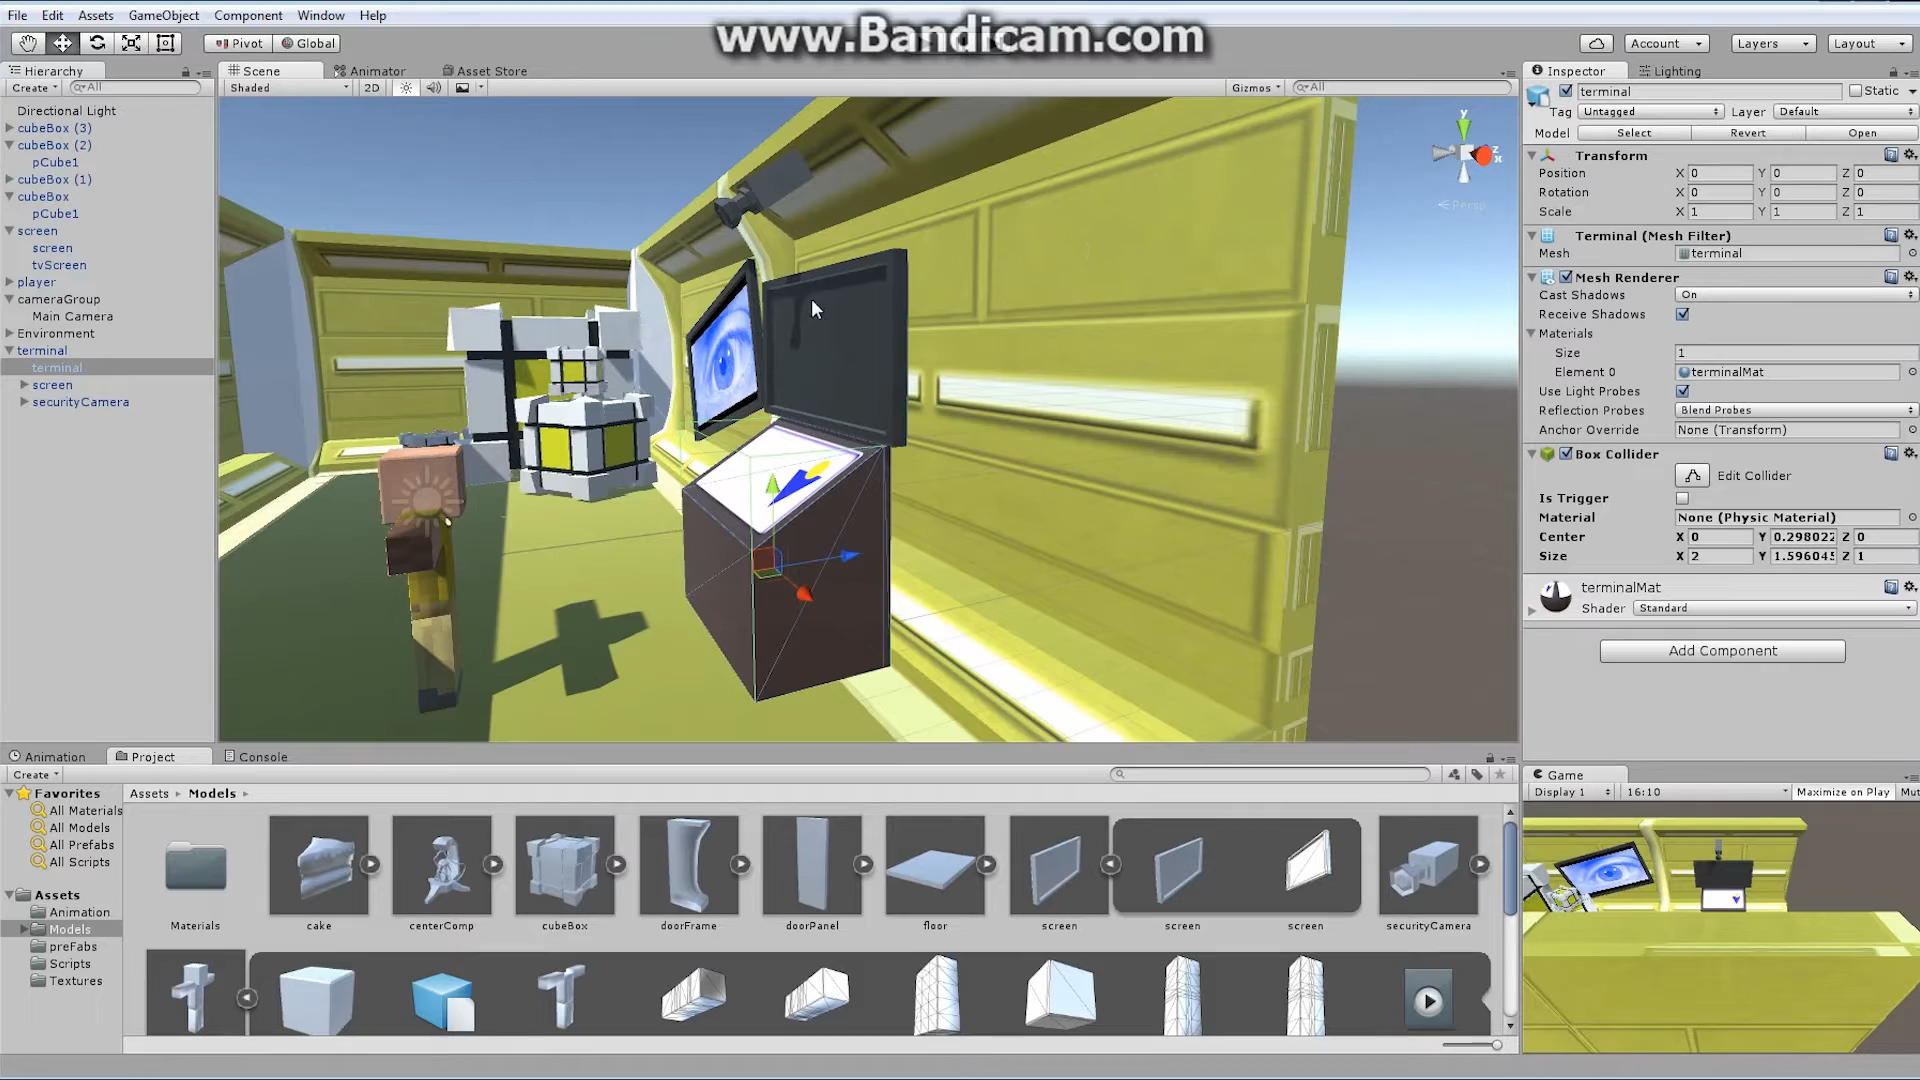 File Edit Assets GameObject Component Window Help
www.Bandicam.com
Pivot Global
Account Layers Layout
Hierarchy
Create All
Directional Light
cubeBox (3)
cubeBox (2)
pCube1
cubeBox (1)
cubeBox
pCube1
screen
screen
tvScreen
player
cameraGroup
Main Camera
Environment
terminal
terminal
screen
securityCamera
Scene Animator Asset Store
Shaded 2D Gizmos All
y
z
x
Persp
Inspector Lighting
terminal Static
Tag Untagged Layer Default
Model Select Revert Open
Transform
Position X 0 Y 0 Z 0
Rotation X 0 Y 0 Z 0
Scale X 1 Y 1 Z 1
Terminal (Mesh Filter)
Mesh terminal
Mesh Renderer
Cast Shadows On
Receive Shadows
Materials
Size 1
Element 0 terminalMat
Use Light Probes
Reflection Probes Blend Probes
Anchor Override None (Transform)
Box Collider
Edit Collider
Is Trigger
Material None (Physic Material)
Center X 0 Y 0.298022 Z 0
Size X 2 Y 1.596045 Z 1
terminalMat
Shader Standard
Add Component
Animation Project Console
Create
Favorites
All Materials
All Models
All Prefabs
All Scripts
Assets
Animation
Models
preFabs
Scripts
Textures
Assets Models
Materials cake centerComp cubeBox doorFrame doorPanel floor screen screen screen securityCamera
Game
Display 1 16:10 Maximize on Play Mut